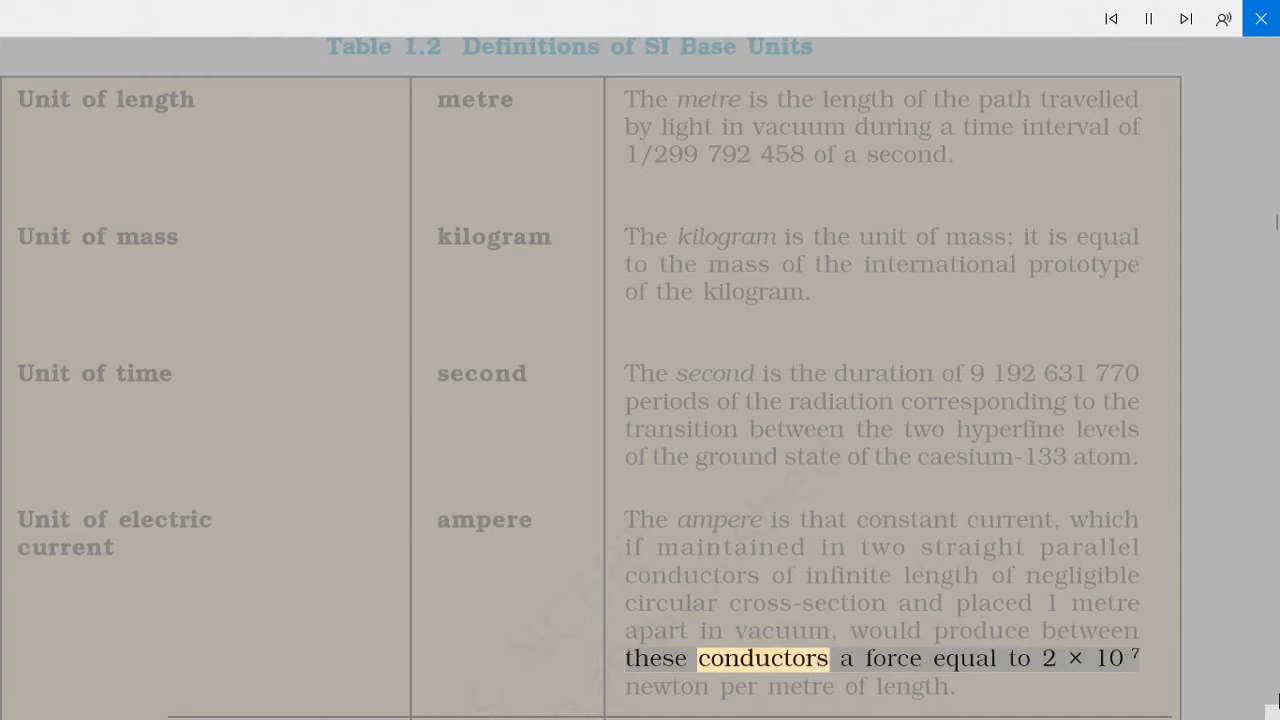 Table 1.2 Definitions of SI Base Units
Unit of length
metre
The metre is the length of the path travelled
by light in vacuum during a time interval of
1/299 792 458 of a second.
Unit of mass
kilogram
The kilogram is the unit of mass; it is equal
to the mass of the international prototype
of the kilogram.
Unit of time
second
The second is the duration of 9 192 631 770
periods of the radiation corresponding to the
transition between the two hyperfine levels
of the ground state of the caesium-133 atom.
Unit of electric
current
ampere
The ampere is that constant current, which
if maintained in two straight parallel
conductors of infinite length of negligible
circular cross-section and placed 1 metre
apart in vacuum, would produce between
these conductors a force equal to 2 × 10⁻⁷
newton per metre of length.